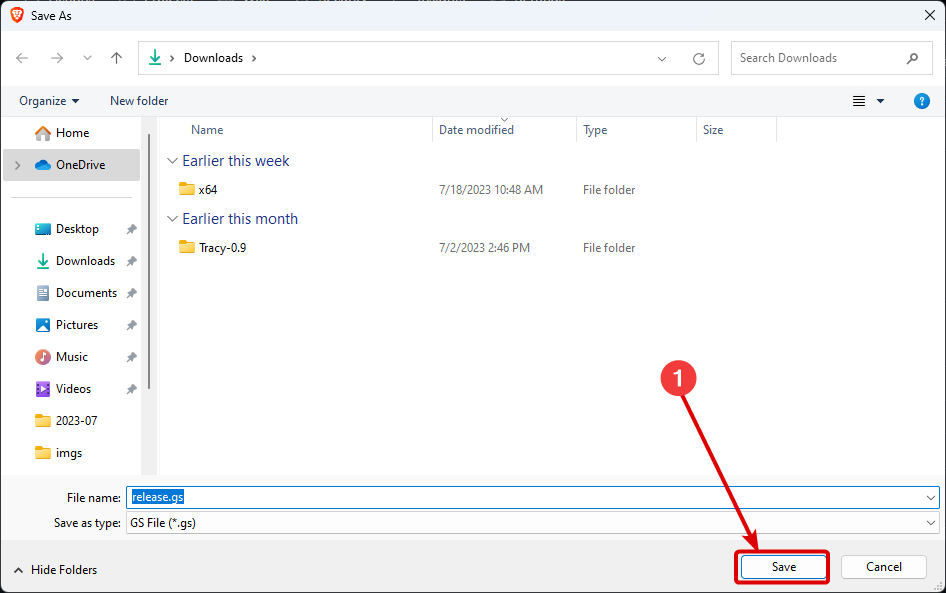 Save As
Downloads
Search Downloads
Organize New folder ?
Name Date modified Type Size
Home
OneDrive
Desktop
Downloads
Documents
Pictures
Music
Videos
2023-07
imgs
Earlier this week
x64 7/18/2023 10:48 AM File folder
Earlier this month
Tracy-0.9 7/2/2023 2:46 PM File folder
1
File name: release.gs
Save as type: GS File (*.gs)
Hide Folders Save Cancel